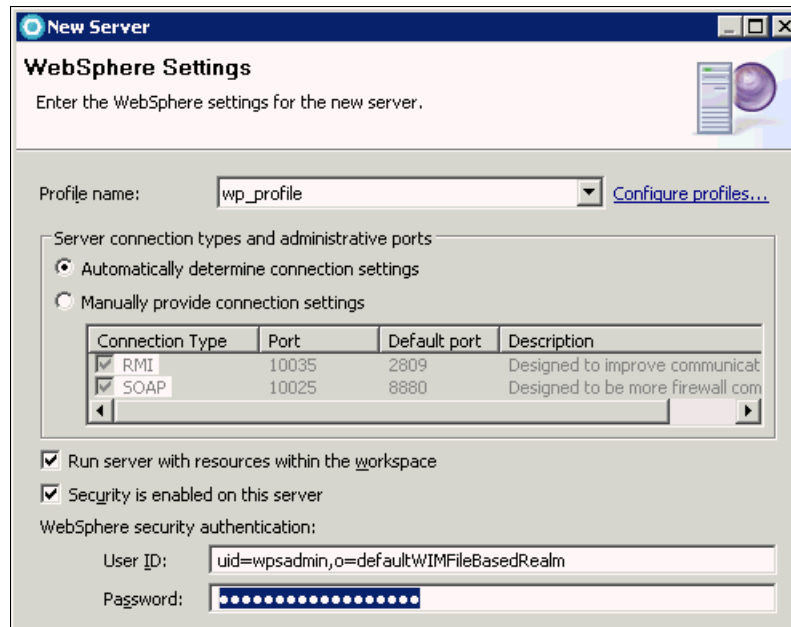 New Server
WebSphere Settings
Enter the WebSphere settings for the new server.
Profile name: wp_profile Configure profiles...
Server connection types and administrative ports
Automatically determine connection settings
Manually provide connection settings
Connection Type Port Default port Description
RMI 10035 2809 Designed to improve communicat
SOAP 10025 8880 Designed to be more firewall com
Run server with resources within the workspace
Security is enabled on this server
WebSphere security authentication:
User ID: uid=wpsadmin,o=defaultWIMFileBasedRealm
Password: ●●●●●●●●●●●●●●●●●●